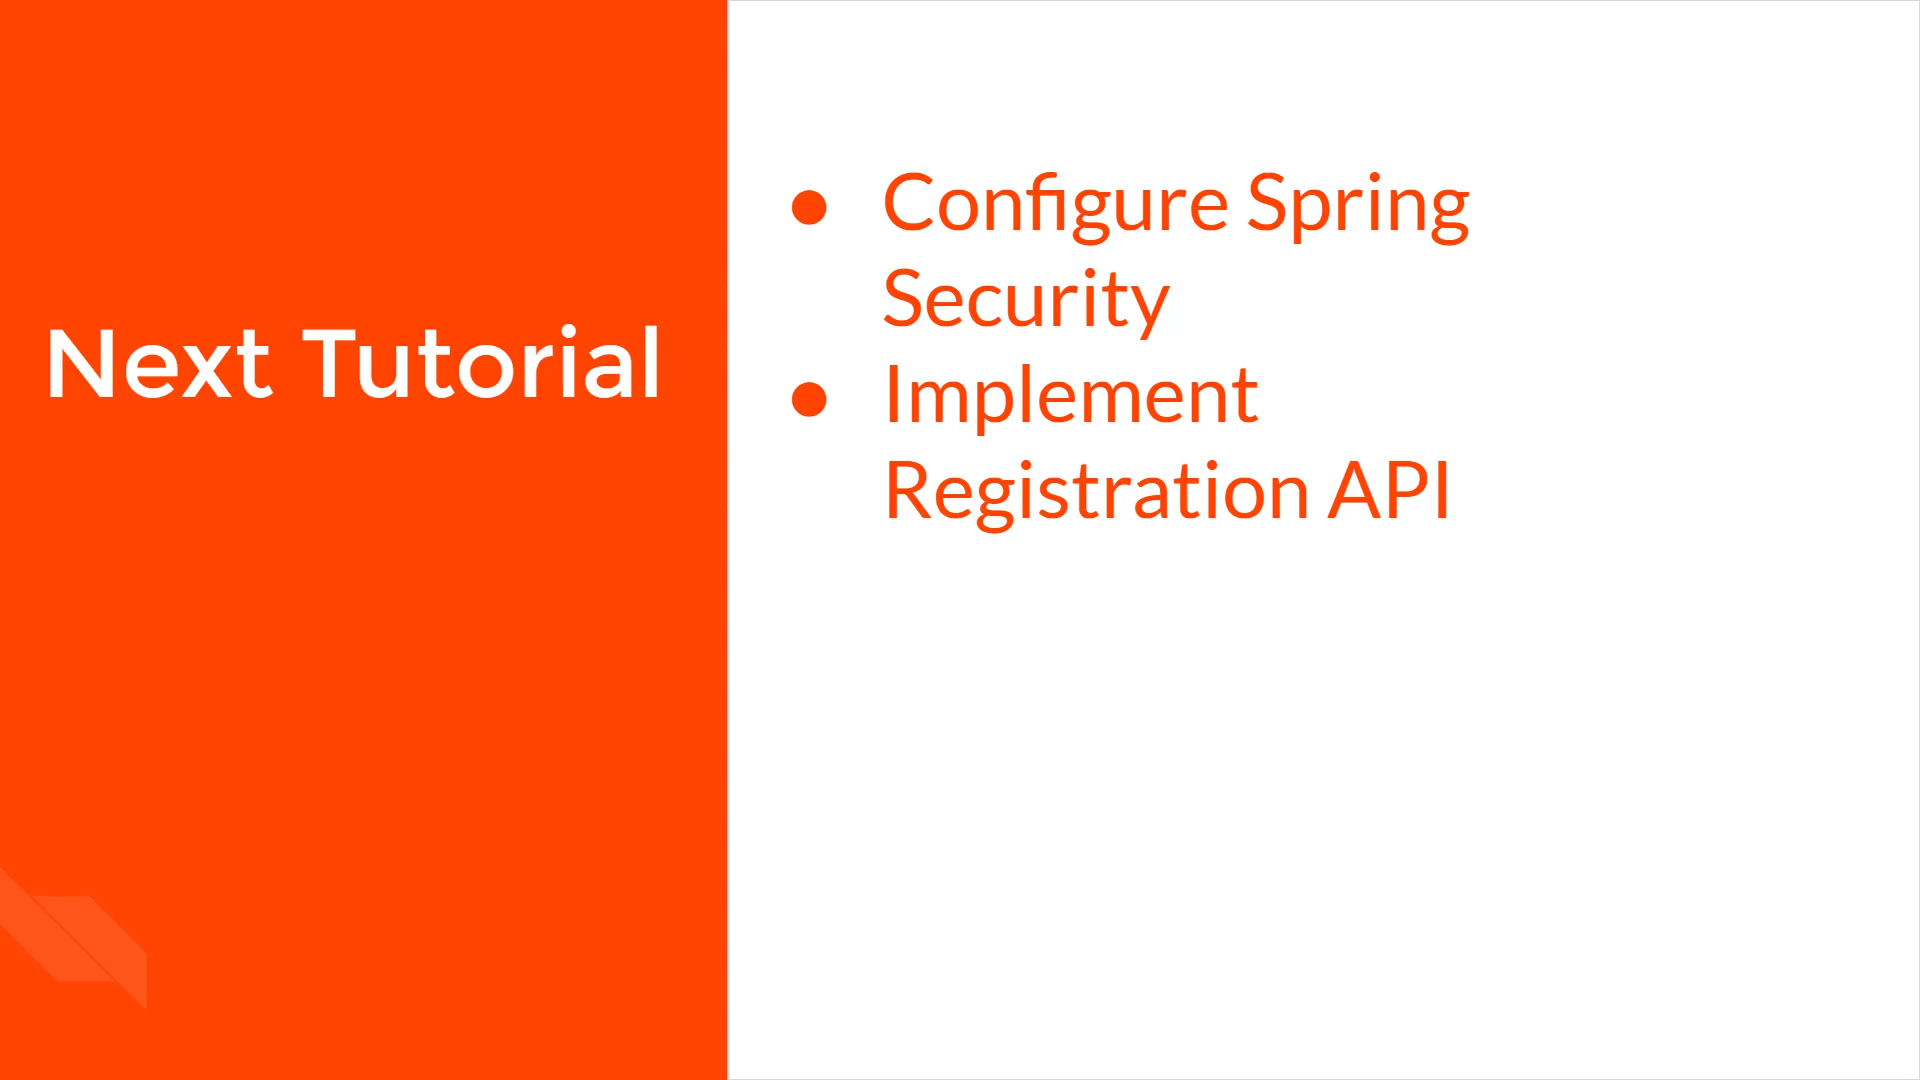 Next Tutorial
● Configure Spring
Security
● Implement
Registration API